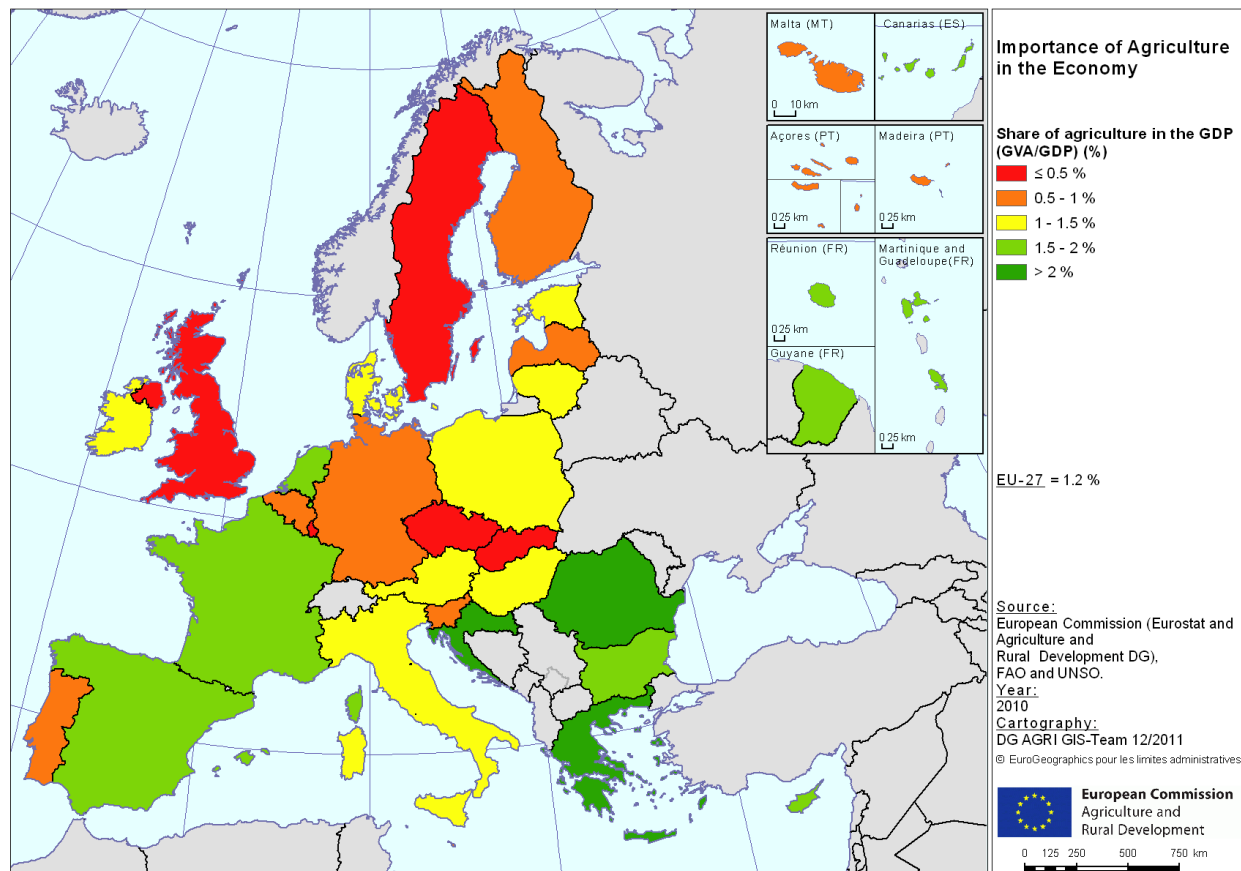 Malta (MT)
0 10 km
Canarias (ES)
Açores (PT)
0 25 km
Madeira (PT)
0 25 km
Réunion (FR)
0 25
Martinique and
Guadeloupe(FR)
Guyane (FR)
0 25
Importance of Agriculture
in the Economy
Share of agriculture in the GDP
(GVA/GDP) (%)
≤ 0.5 %
0.5 - 1 %
1 - 1.5 %
1.5 - 2 %
> 2 %
EU-27 = 1.2 %
Source:
European Commission (Eurostat and
Agriculture and
Rural Development DG),
FAO and UNSO.
Year:
2010
Cartography:
DG AGRI GIS-Team 12/2011
© EuroGeographics pour les limites administratives
European Commission
Agriculture and
Rural Development
0 125 250 500 750 km